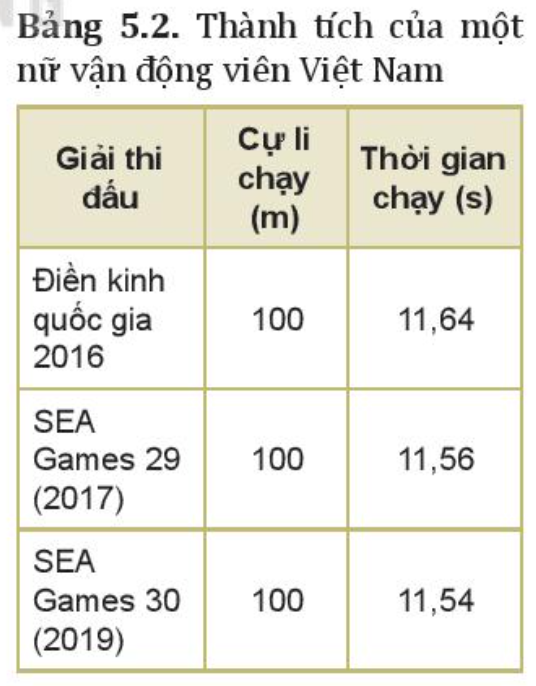 Bảng 5.2. Thành tích của một
nữ vận động viên Việt Nam
Giải thi
đấu
Cự li
chạy
(m)
Thời gian
chạy (s)
Điền kinh
quốc gia
2016
100
11,64
SEA
Games 29
(2017)
100
11,56
SEA
Games 30
(2019)
100
11,54